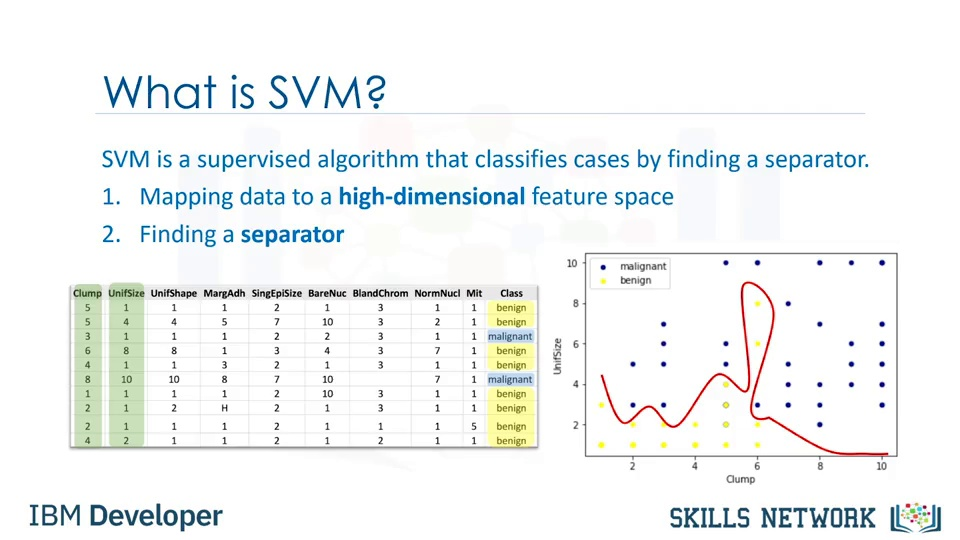 What is SVM?
SVM is a supervised algorithm that classifies cases by finding a separator.
1. Mapping data to a high-dimensional feature space
2. Finding a separator
Clump UnifSize UnifShape MargAdh SingEpiSize BareNuc BlandChrom NormNucl Mit Class
5 1 1 1 2 1 3 1 1 benign
5 4 4 5 7 10 3 2 1 benign
3 1 1 1 2 2 3 1 1 malignant
6 8 8 1 3 4 3 7 1 benign
4 1 1 3 2 1 3 1 1 benign
8 10 10 8 7 10 7 1 malignant
1 1 1 1 2 10 3 1 1 benign
2 1 2 H 2 1 3 1 1 benign
2 1 1 1 2 1 1 1 5 benign
4 2 1 1 2 1 2 1 1 benign
malignant
benign
10
8
6
4
2
UnifSize
2 4 6 8 10
Clump
IBM Developer
SKILLS NETWORK